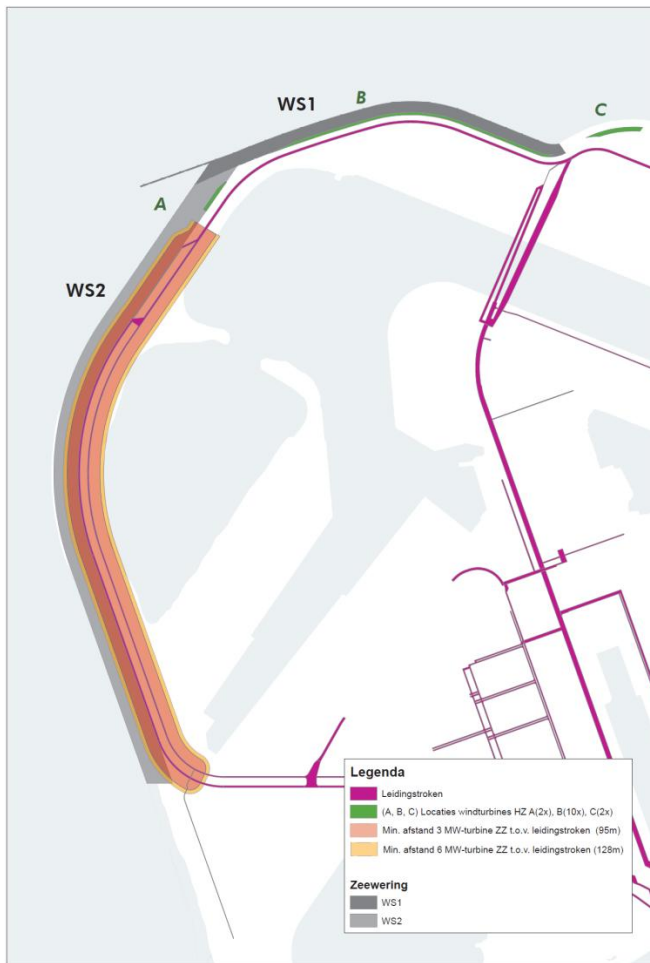 B
WS1
C
A
WS2
Legenda
Leidingstroken
(A, B, C) Locaties windturbines HZ A(2x), B(10x), C(2x)
Min. afstand 3 MW-turbine ZZ t.o.v. leidingstroken (95m)
Min. afstand 6 MW-turbine ZZ t.o.v. leidingstroken (128m)
Zeewering
WS1
WS2